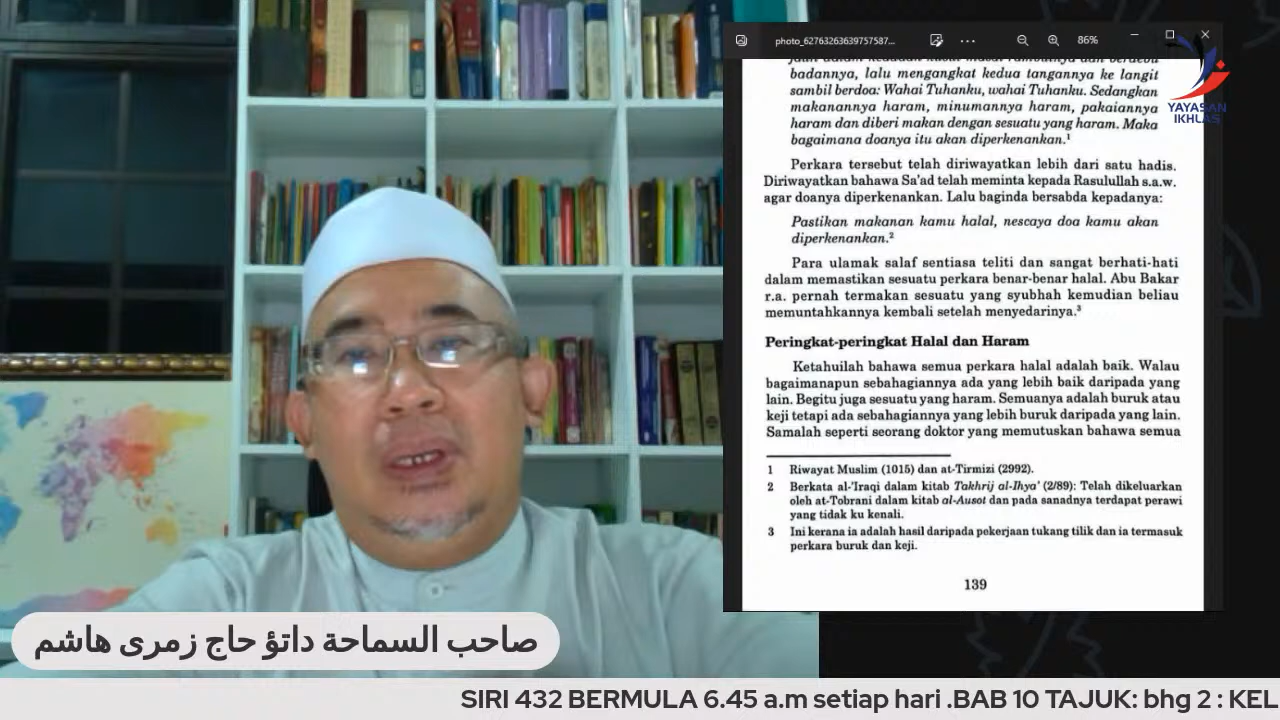 photo_62763263639757587...
86%
badannya, lalu mengangkat kedua tangannya ke langit
sambil berdoa: Wahai Tuhanku, wahai Tuhanku. Sedangkan
makanannya haram, minumannya haram, pakaiannya
haram dan diberi makan dengan sesuatu yang haram. Maka
bagaimana doanya itu akan diperkenankan.¹
Perkara tersebut telah diriwayatkan lebih dari satu hadis.
Diriwayatkan bahawa Sa'ad telah meminta kepada Rasulullah s.a.w.
agar doanya diperkenankan. Lalu baginda bersabda kepadanya:
Pastikan makanan kamu halal, nescaya doa kamu akan
diperkenankan.²
Para ulamak salaf sentiasa teliti dan sangat berhati-hati
dalam memastikan sesuatu perkara benar-benar halal. Abu Bakar
r.a. pernah termakan sesuatu yang syubhah kemudian beliau
memuntahkannya kembali setelah menyedarinya.³
Peringkat-peringkat Halal dan Haram
Ketahuilah bahawa semua perkara halal adalah baik. Walau
bagaimanapun sebahagiannya ada yang lebih baik daripada yang
lain. Begitu juga sesuatu yang haram. Semuanya adalah buruk atau
keji tetapi ada sebahagiannya yang lebih buruk daripada yang lain.
Samalah seperti seorang doktor yang memutuskan bahawa semua
1 Riwayat Muslim (1015) dan at-Tirmizi (2992).
2 Berkata al-'Iraqi dalam kitab Takhrij al-Ihya' (2/89): Telah dikeluarkan
oleh at-Tobrani dalam kitab al-Ausot dan pada sanadnya terdapat perawi
yang tidak ku kenali.
3 Ini kerana ia adalah hasil daripada pekerjaan tukang tilik dan ia termasuk
perkara buruk dan keji.
139
YAYASAN
IKHLAS
صاحب السماحة داتؤ حاج زمرى هاشم
SIRI 432 BERMULA 6.45 a.m setiap hari .BAB 10 TAJUK: bhg 2 : KEL